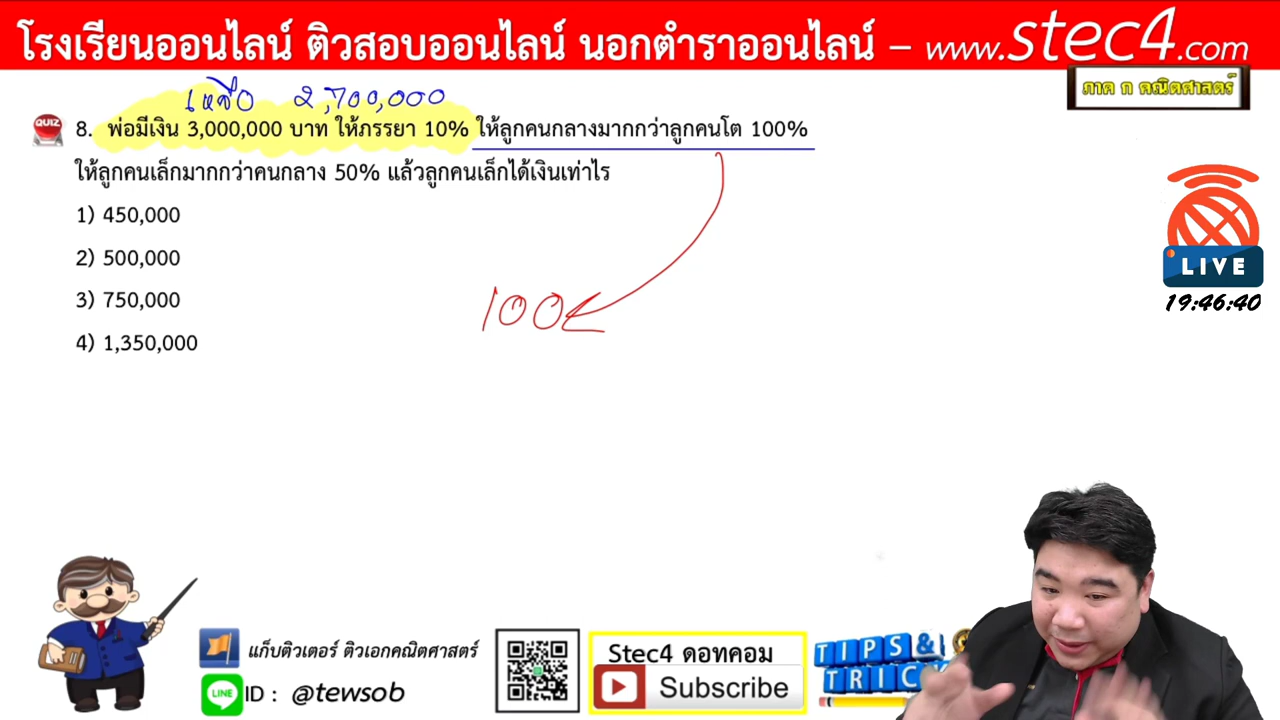 โรงเรียนออนไลน์ ติวสอบออนไลน์ นอกตำราออนไลน์ – www.stec4.com
ภาค ก คณิตศาสตร์
เหลือ 2,700,000
QUIZ
8. พ่อมีเงิน 3,000,000 บาท ให้ภรรยา 10% ให้ลูกคนกลางมากกว่าลูกคนโต 100%
ให้ลูกคนเล็กมากกว่าคนกลาง 50% แล้วลูกคนเล็กได้เงินเท่าไร
1) 450,000
2) 500,000
3) 750,000
4) 1,350,000
100
LIVE
19:46:40
แก็บติวเตอร์ ติวเอกคณิตศาสตร์
LINE ID : @tewsob
Stec4 ดอทคอม
Subscribe
TIPS &